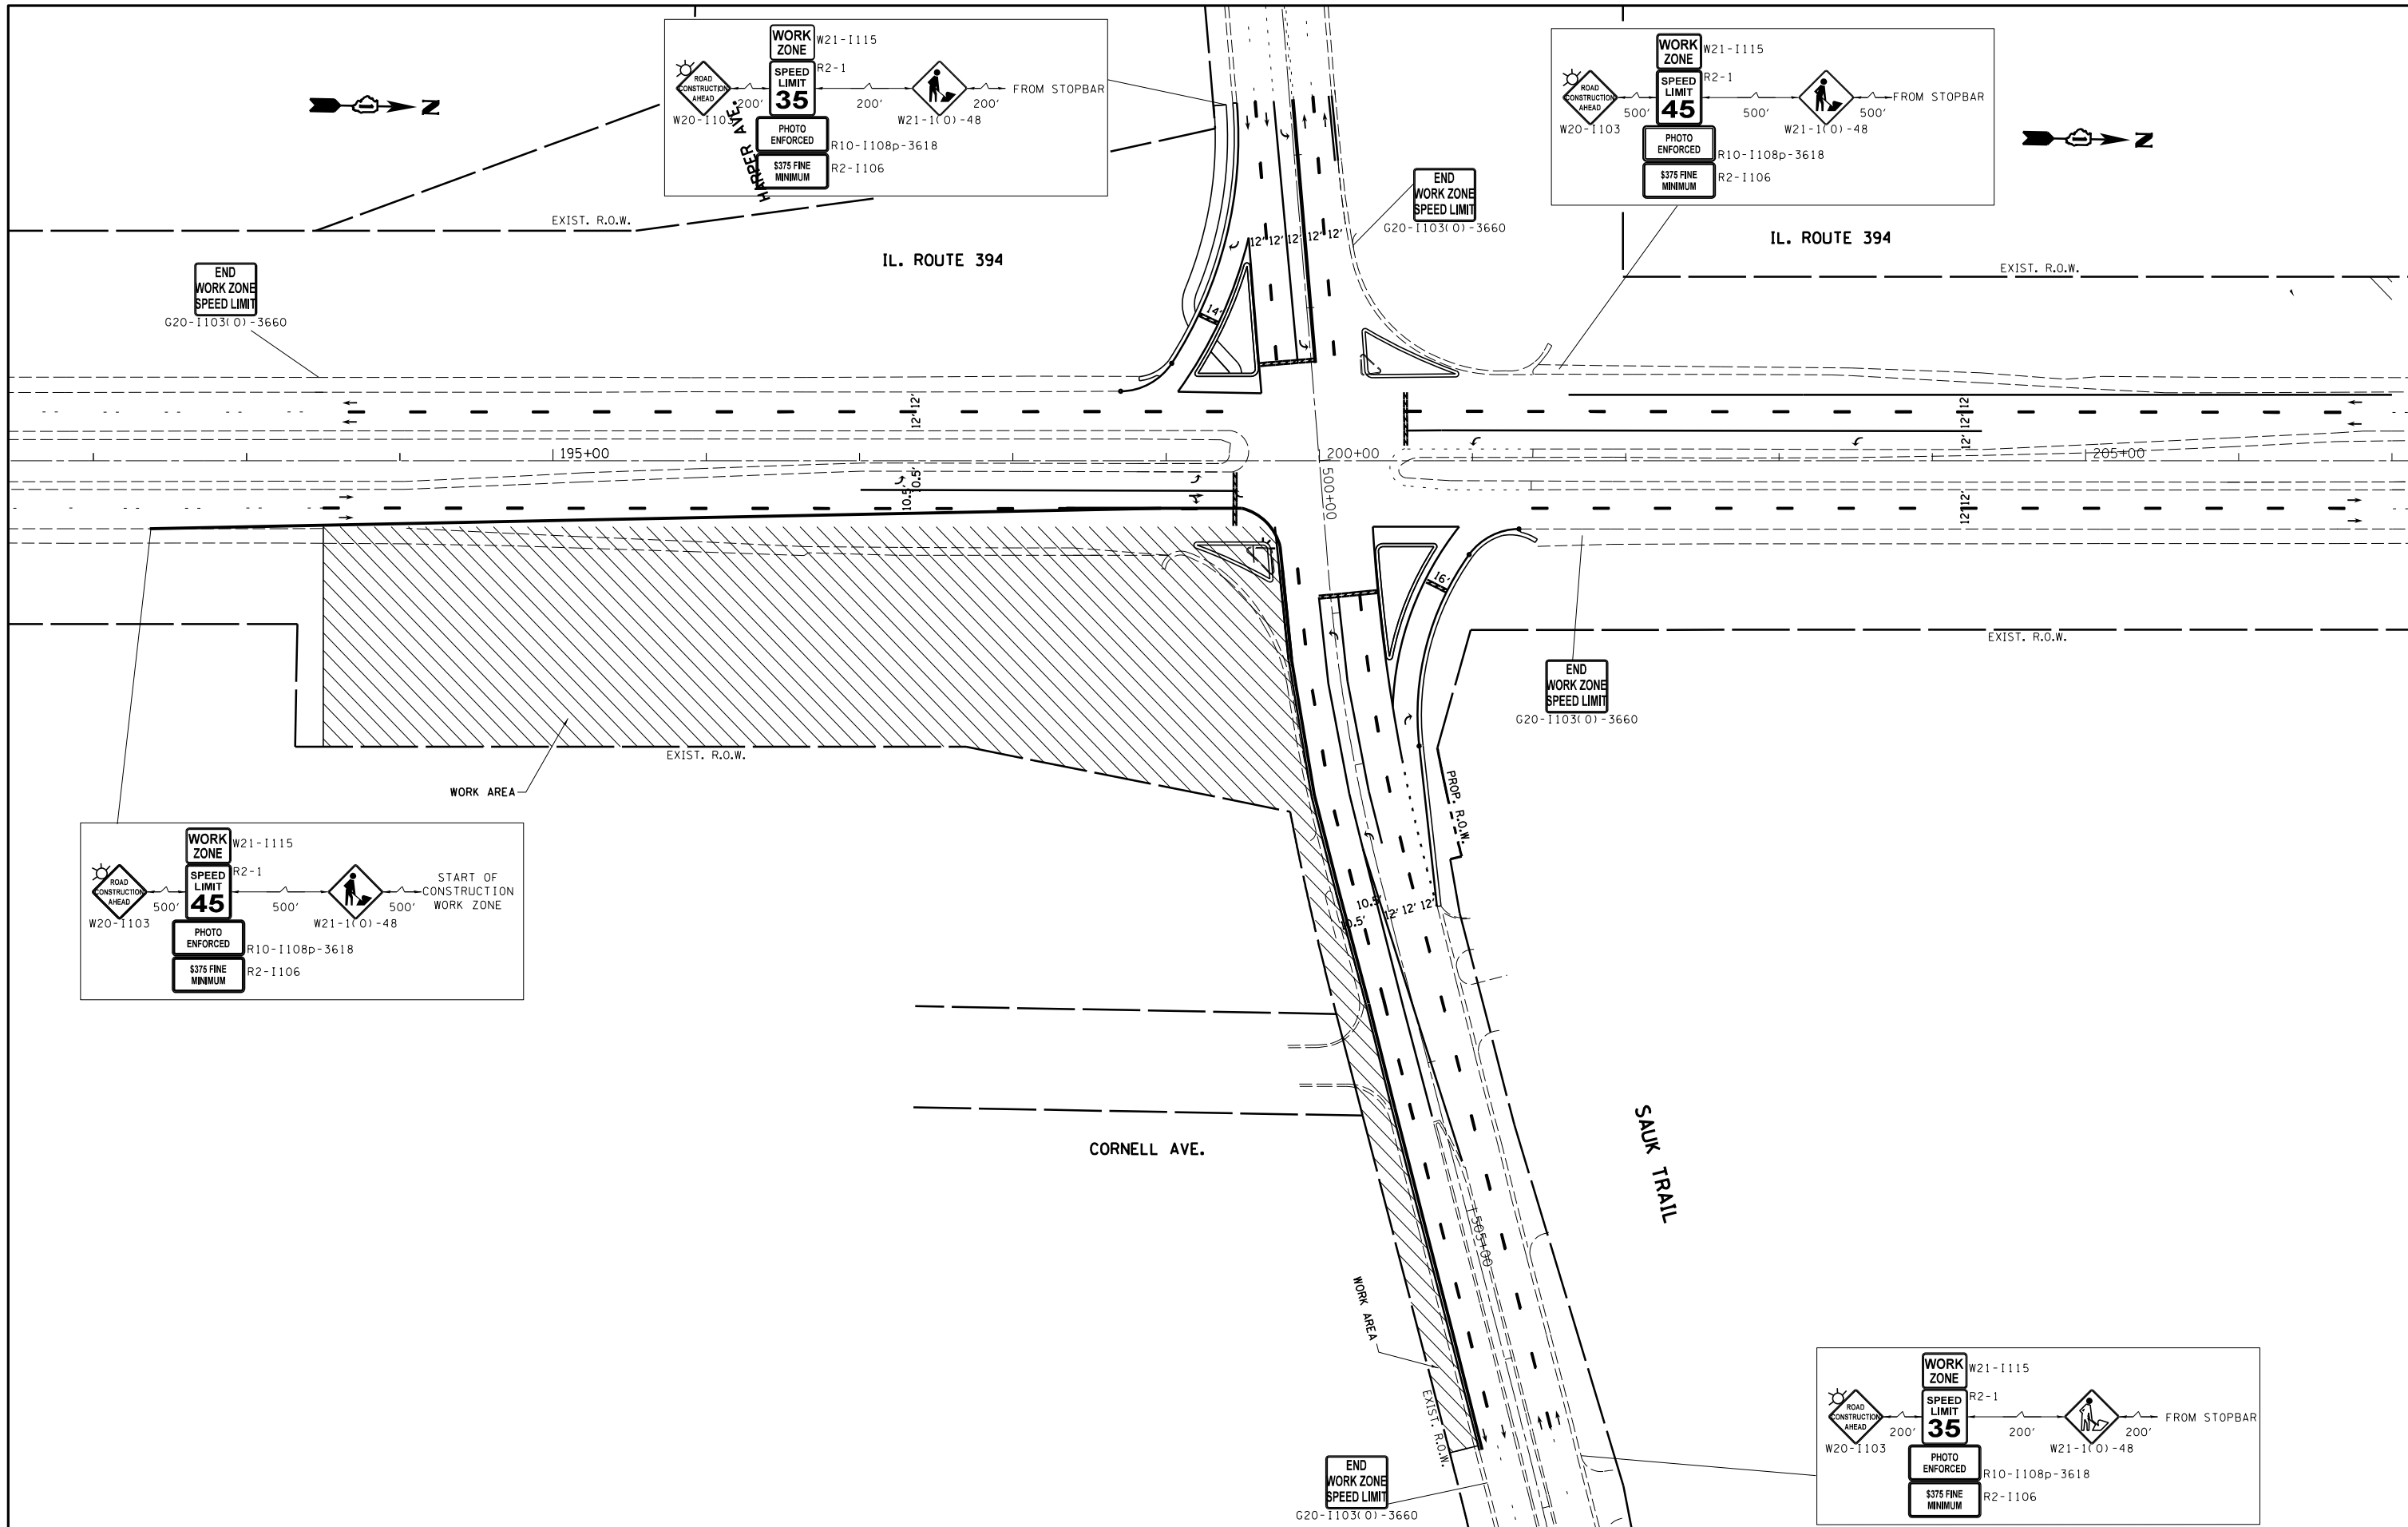 WORK
ZONE
W21-I115
SPEED
LIMIT
35
R2-1
ROAD
CONSTRUCTION
AHEAD
W20-I103
200'
200'
W21-1(O)-48
200'
FROM STOPBAR
PHOTO
ENFORCED
R10-I108p-3618
$375 FINE
MINIMUM
R2-I106
HARPER AVE.
N
WORK
ZONE
W21-I115
SPEED
LIMIT
45
R2-1
ROAD
CONSTRUCTION
AHEAD
W20-I103
500'
500'
W21-1(O)-48
500'
FROM STOPBAR
PHOTO
ENFORCED
R10-I108p-3618
$375 FINE
MINIMUM
R2-I106
N
EXIST. R.O.W.
IL. ROUTE 394
END
WORK ZONE
SPEED LIMIT
G20-I103(O)-3660
IL. ROUTE 394
EXIST. R.O.W.
END
WORK ZONE
SPEED LIMIT
G20-I103(O)-3660
12' 12' 12' 12' 12'
14'
12' 12'
12' 12' 12'
195+00
200+00
205+00
500+00
10.5'
10.5'
12' 12'
16'
EXIST. R.O.W.
END
WORK ZONE
SPEED LIMIT
G20-I103(O)-3660
EXIST. R.O.W.
WORK AREA
PROP. R.O.W.
WORK
ZONE
W21-I115
SPEED
LIMIT
45
R2-1
ROAD
CONSTRUCTION
AHEAD
W20-I103
500'
500'
W21-1(O)-48
500'
START OF
CONSTRUCTION
WORK ZONE
PHOTO
ENFORCED
R10-I108p-3618
$375 FINE
MINIMUM
R2-I106
10.5'
10.5'
12' 12' 12'
CORNELL AVE.
SAUK TRAIL
505+00
WORK AREA
EXIST. R.O.W.
END
WORK ZONE
SPEED LIMIT
G20-I103(O)-3660
WORK
ZONE
W21-I115
SPEED
LIMIT
35
R2-1
ROAD
CONSTRUCTION
AHEAD
W20-I103
200'
200'
W21-1(O)-48
200'
FROM STOPBAR
PHOTO
ENFORCED
R10-I108p-3618
$375 FINE
MINIMUM
R2-I106